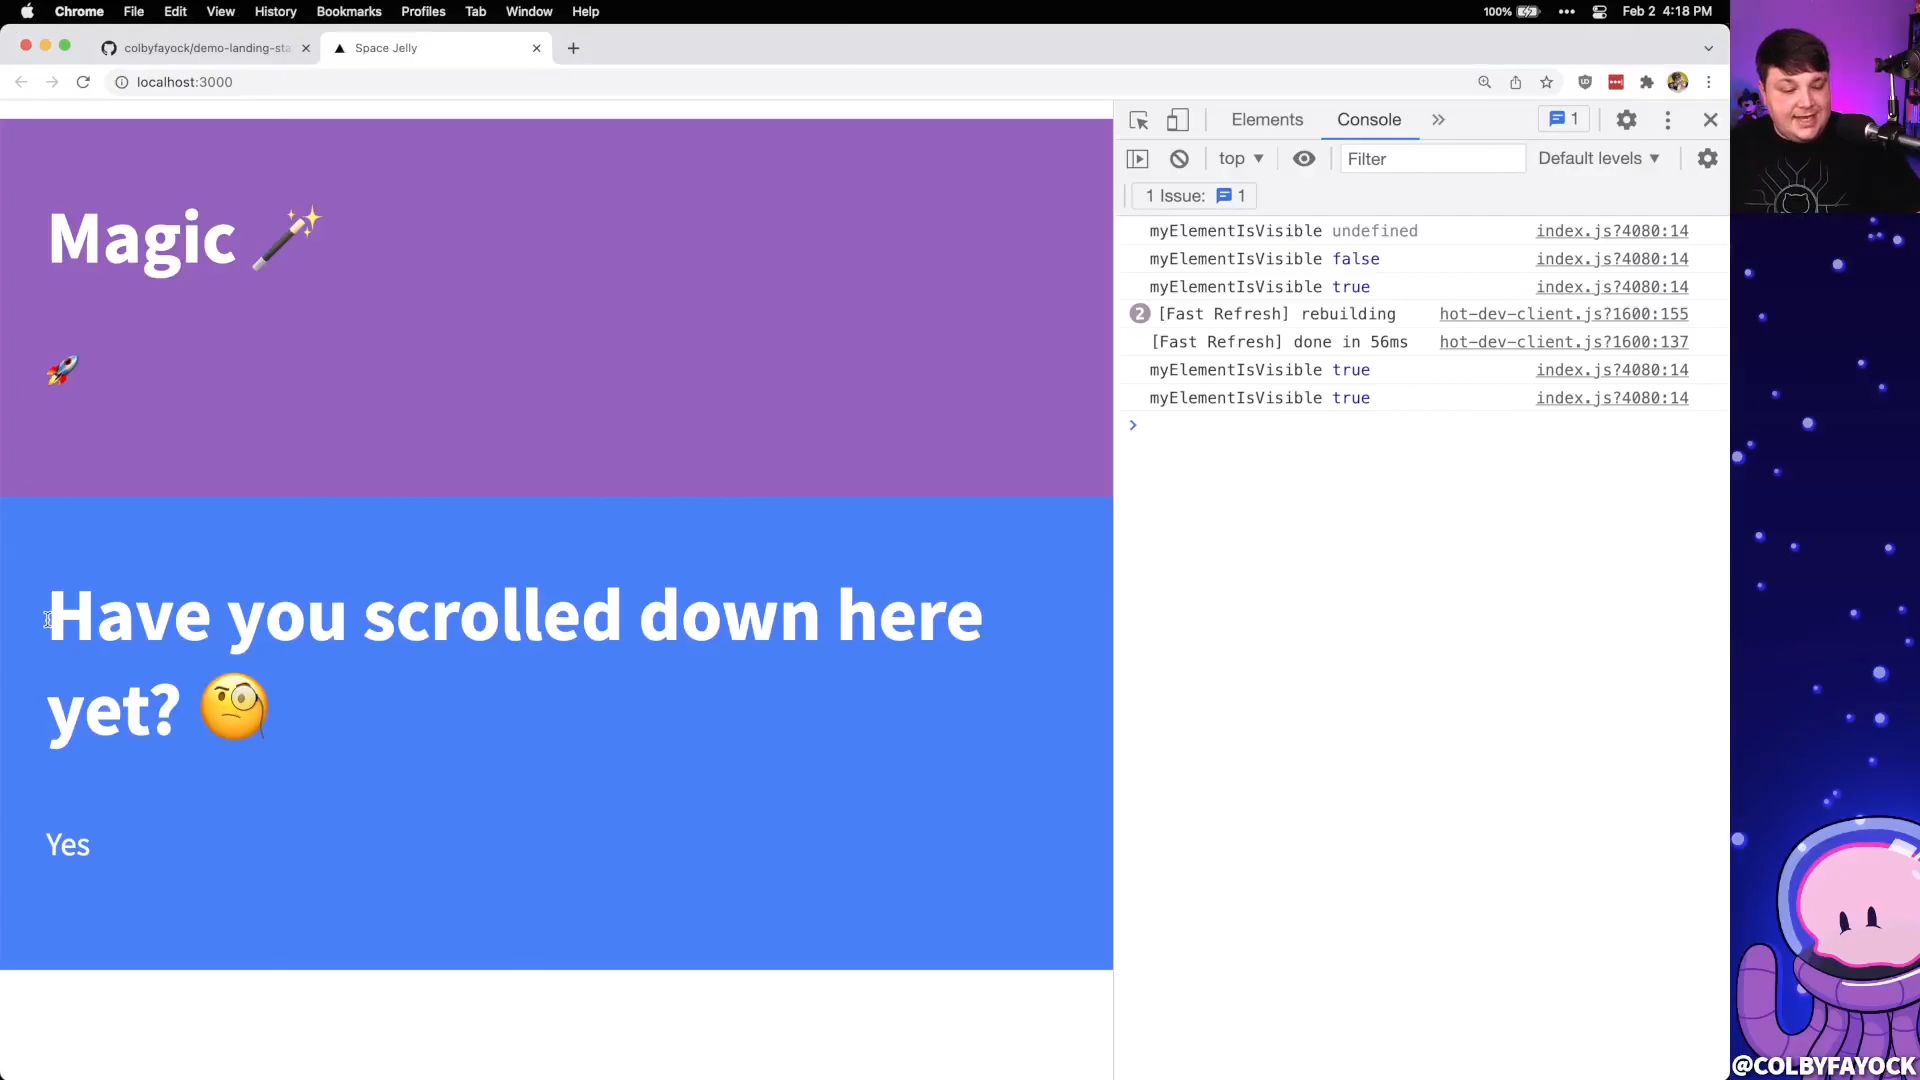 Chrome File Edit View History Bookmarks Profiles Tab Window Help
100% Feb 2 4:18 PM
colbyfayock/demo-landing-sta
Space Jelly
localhost:3000
Elements
Console
1
top
Filter
Default levels
1 Issue: 1
myElementIsVisible undefined index.js?4080:14
myElementIsVisible false index.js?4080:14
myElementIsVisible true index.js?4080:14
2 [Fast Refresh] rebuilding hot-dev-client.js?1600:155
[Fast Refresh] done in 56ms hot-dev-client.js?1600:137
myElementIsVisible true index.js?4080:14
myElementIsVisible true index.js?4080:14
Magic 🪄
🚀
Have you scrolled down here
yet? 🧐
Yes
@COLBYFAYOCK